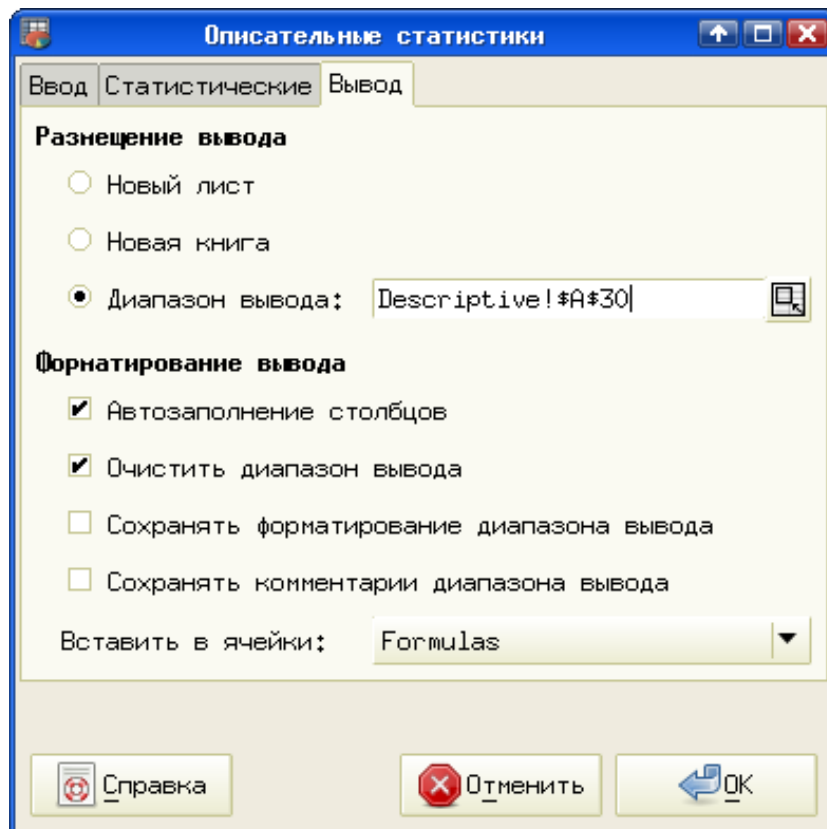 Описательные статистики
Ввод Статистические Вывод
Размещение вывода
Новый лист
Новая книга
Диапазон вывода: Descriptive!$A$30
Форматирование вывода
Автозаполнение столбцов
Очистить диапазон вывода
Сохранять форматирование диапазона вывода
Сохранять комментарии диапазона вывода
Вставить в ячейки: Formulas
Справка Отменить OK